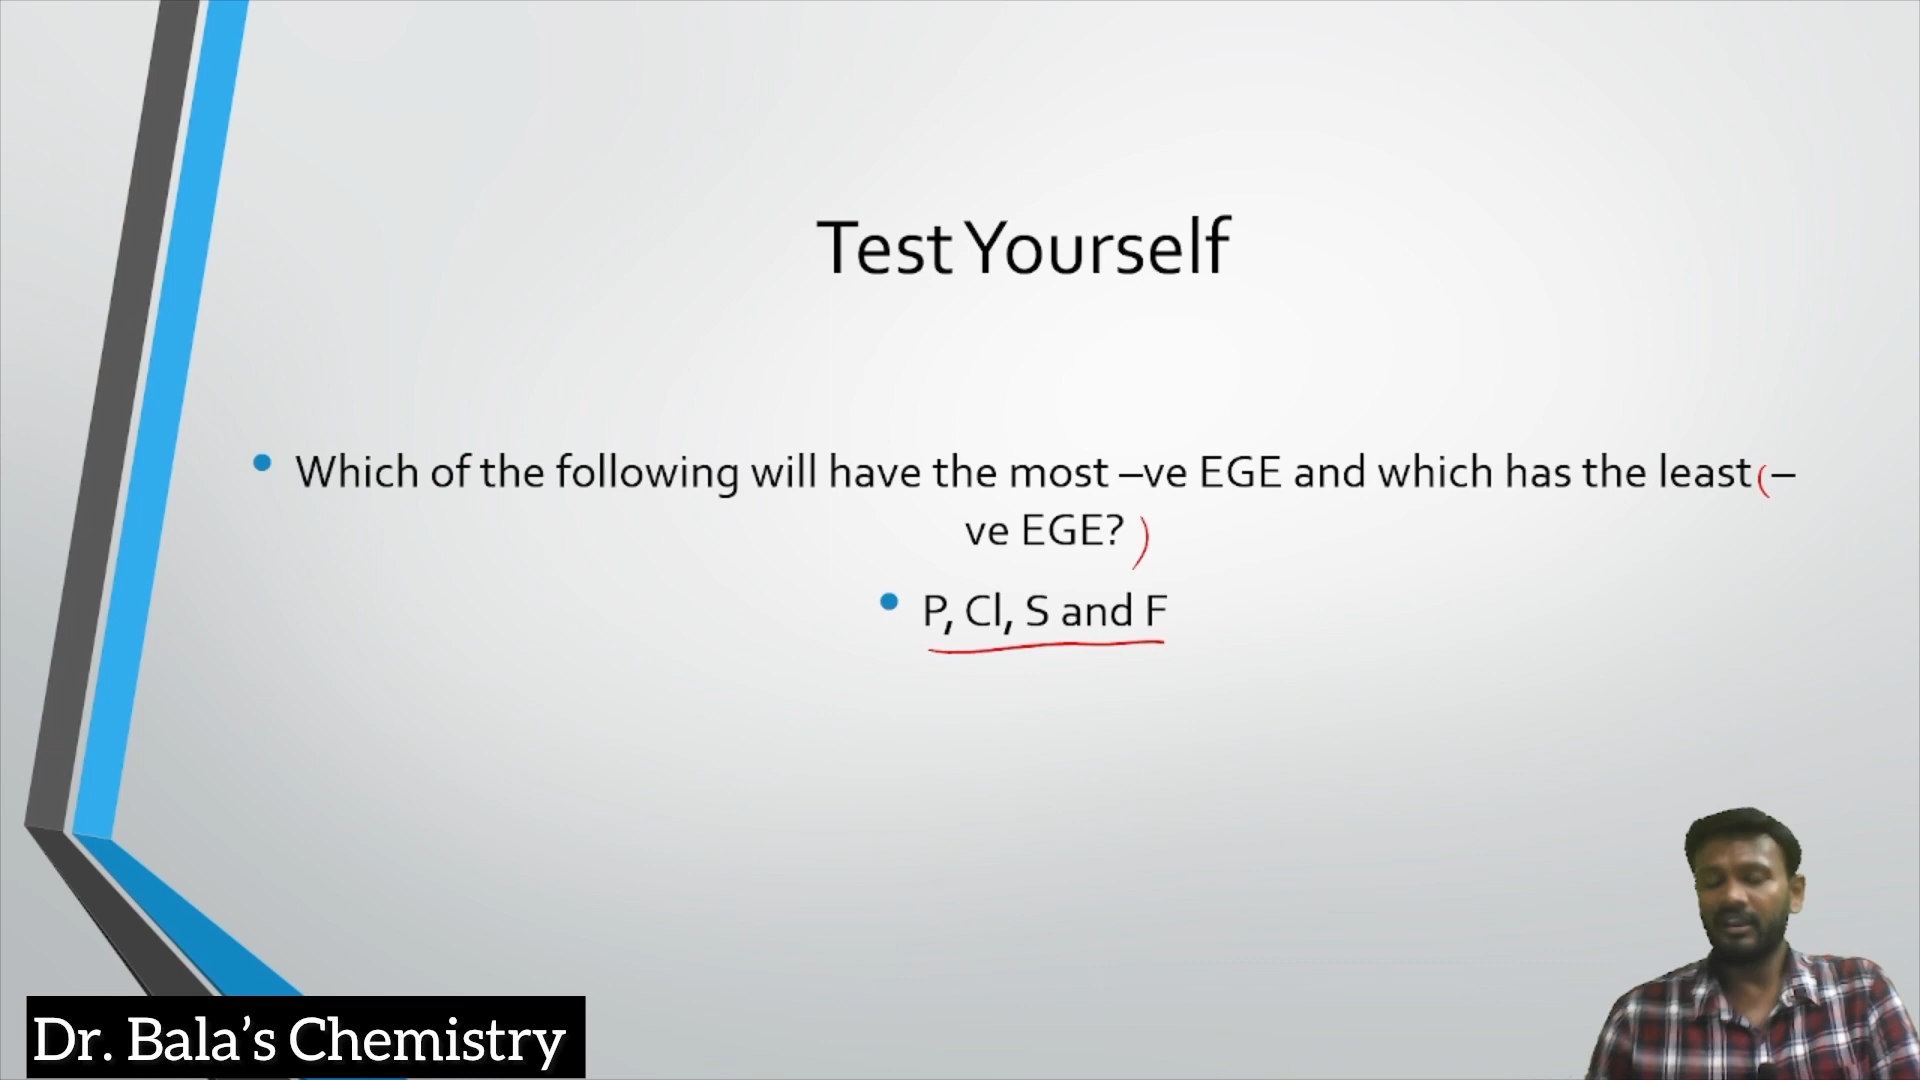 Test Yourself
• Which of the following will have the most –ve EGE and which has the least (–
ve EGE? )
• P, Cl, S and F
Dr. Bala’s Chemistry